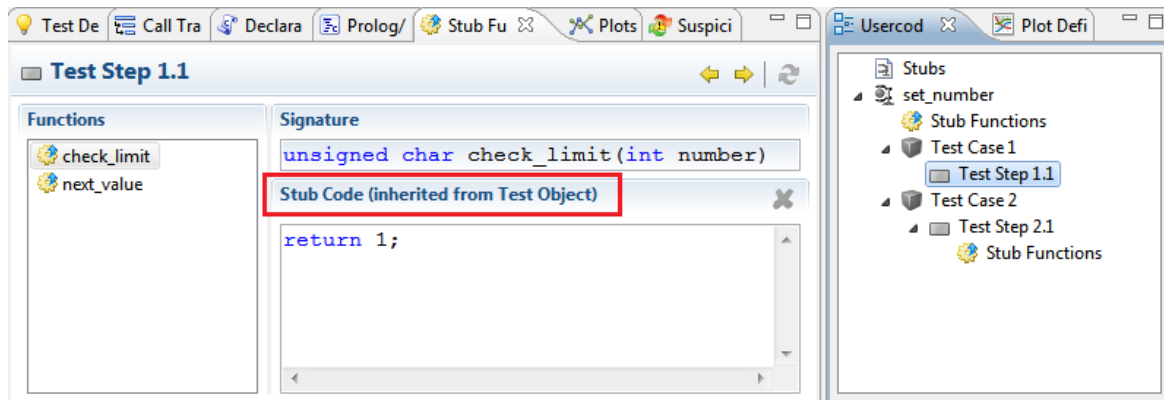 Test De Call Tra Declara Prolog/ Stub Fu Plots Suspici
Test Step 1.1
Functions
check_limit
next_value
Signature
unsigned char check_limit(int number)
Stub Code (inherited from Test Object)
return 1;
Usercod Plot Defi
Stubs
set_number
Stub Functions
Test Case 1
Test Step 1.1
Test Case 2
Test Step 2.1
Stub Functions